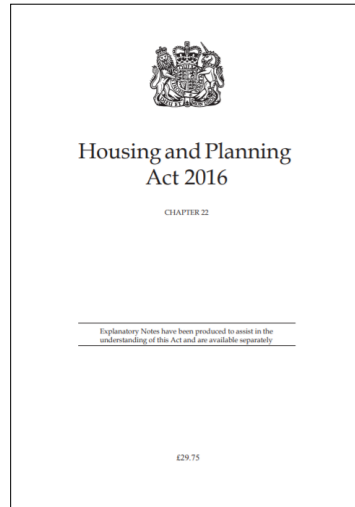 Housing and Planning
Act 2016
CHAPTER 22
Explanatory Notes have been produced to assist in the
understanding of this Act and are available separately
£29.75